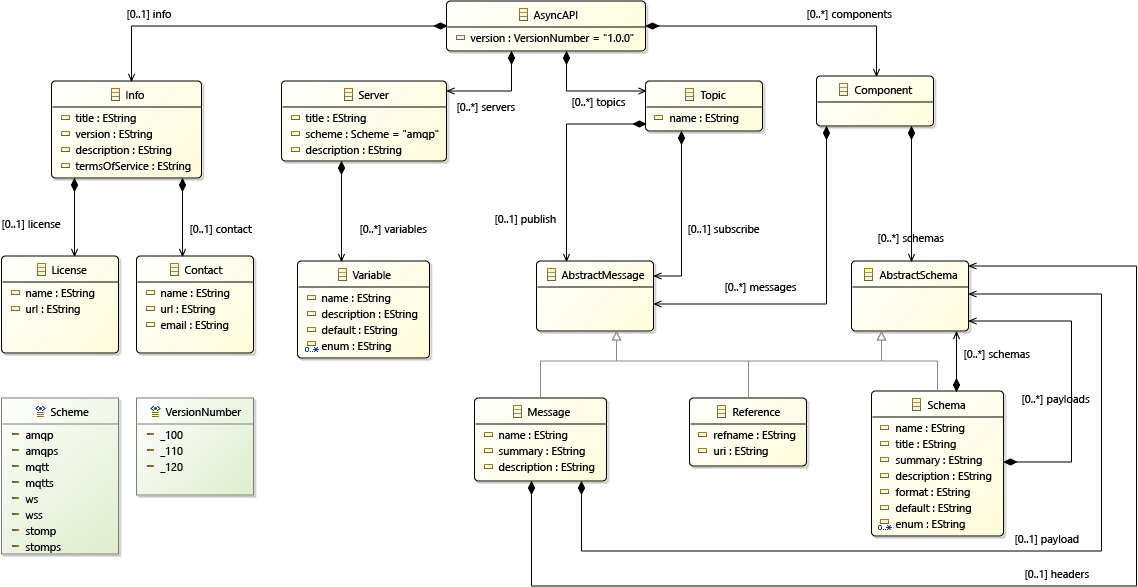 [0..1] info
AsyncAPI
[0..*] components
version : VersionNumber = "1.0.0"
Info
title : EString
version : EString
description : EString
termsOfService : EString
Server
title : EString
scheme : Scheme = "amqp"
description : EString
[0..*] servers
[0..*] topics
Topic
name : EString
Component
[0..1] license
[0..1] contact
[0..*] variables
[0..1] publish
[0..1] subscribe
[0..*] schemas
[0..*] messages
License
name : EString
url : EString
Contact
name : EString
url : EString
email : EString
Variable
name : EString
description : EString
default : EString
0..*
enum : EString
AbstractMessage
AbstractSchema
[0..*] schemas
[0..*] payloads
Scheme
amqp
amqps
mqtt
mqtts
ws
wss
stomp
stomps
VersionNumber
_100
_110
_120
Message
name : EString
summary : EString
description : EString
Reference
refname : EString
uri : EString
Schema
name : EString
title : EString
summary : EString
description : EString
format : EString
default : EString
0..*
enum : EString
[0..1] payload
[0..1] headers